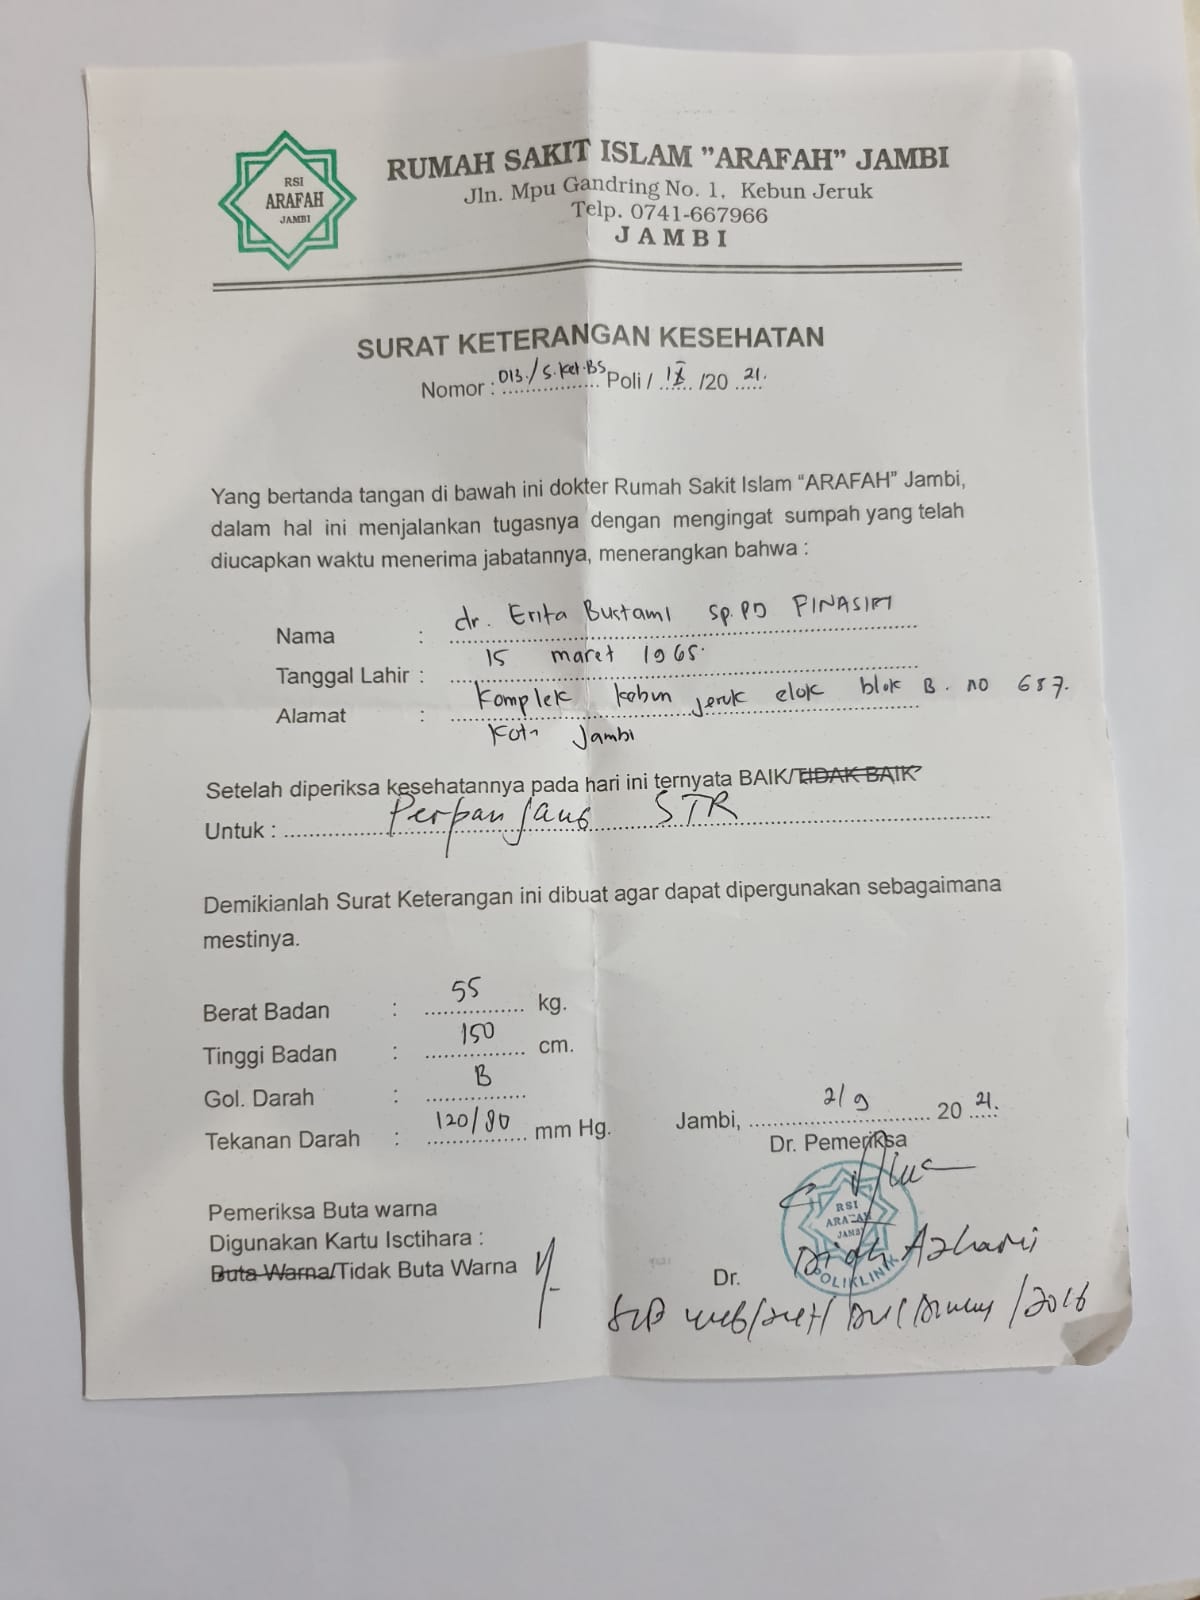 RSI
ARAFAH
JAMBI
RUMAH SAKIT ISLAM "ARAFAH" JAMBI
Jln. Mpu Gandring No. 1, Kebun Jeruk
Telp. 0741-667966
JAMBI
SURAT KETERANGAN KESEHATAN
Nomor : 013./S.Ket.BS Poli / IX /20 21.
Yang bertanda tangan di bawah ini dokter Rumah Sakit Islam “ARAFAH” Jambi,
dalam hal ini menjalankan tugasnya dengan mengingat sumpah yang telah
diucapkan waktu menerima jabatannya, menerangkan bahwa :
Nama : dr. Erita Bustami Sp.PD FINASIM
Tanggal Lahir : 15 maret 1965.
Alamat : Komplek kebun jeruk elok blok B. no 687.
Kota Jambi
Setelah diperiksa kesehatannya pada hari ini ternyata BAIK/TIDAK BAIK
Untuk : Perpanjang STR
Demikianlah Surat Keterangan ini dibuat agar dapat dipergunakan sebagaimana
mestinya.
Berat Badan : 55 kg.
Tinggi Badan : 150 cm.
Gol. Darah : B
Tekanan Darah : 120/80 mm Hg.
Jambi, 2/9 20 21.
Dr. Pemeriksa
RSI
ARAFAH
JAMBI
POLIKLINIK
Pemeriksa Buta warna
Digunakan Kartu Isctihara :
Buta Warna/Tidak Buta Warna
Dr. Azhari
/2016